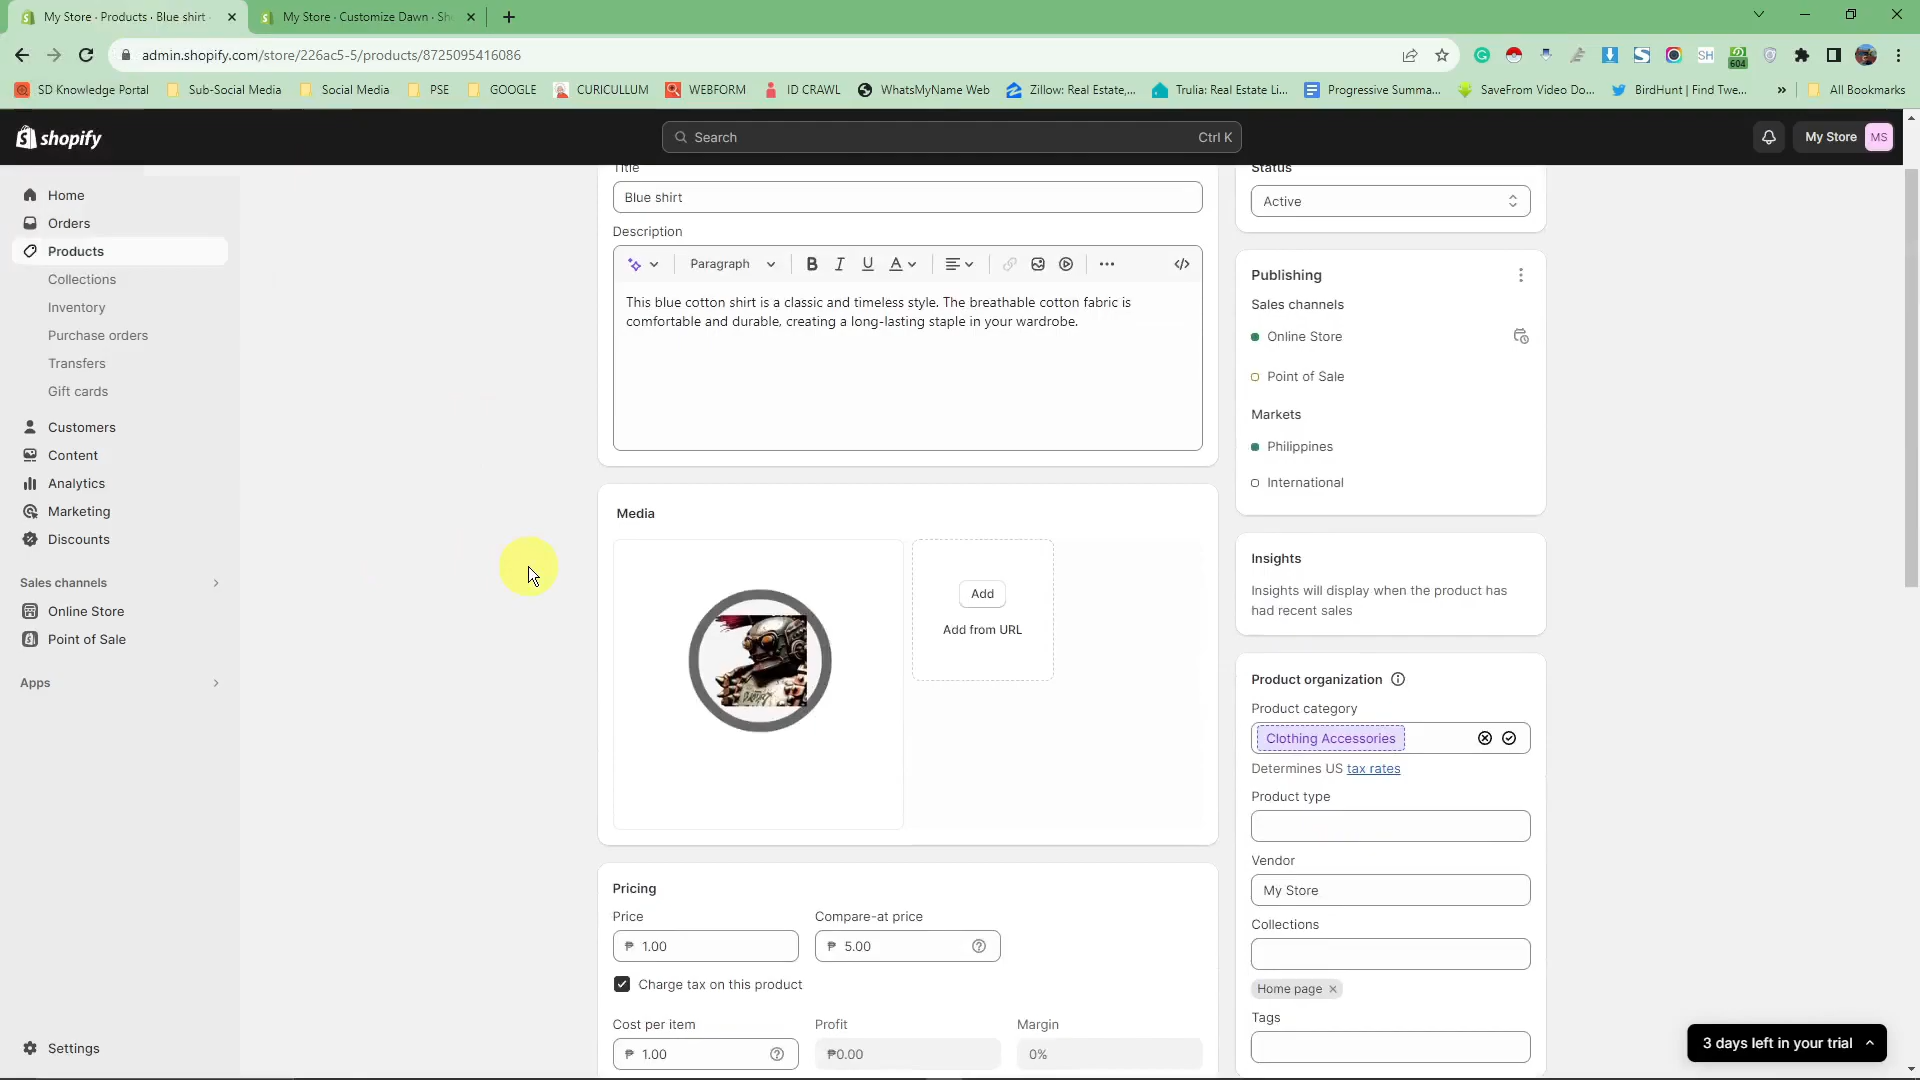 My Store · Products · Blue shirt ·
My Store · Customize Dawn · Sh
admin.shopify.com/store/226ac5-5/products/8725095416086
SH
604
SD Knowledge Portal
Sub-Social Media
Social Media
PSE
GOOGLE
CURICULLUM
WEBFORM
ID CRAWL
WhatsMyName Web
Zillow: Real Estate,...
Trulia: Real Estate Li...
Progressive Summa...
SaveFrom Video Do...
BirdHunt | Find Twe...
»
All Bookmarks
shopify
Search
Ctrl K
My Store
MS
Home
Orders
Products
Collections
Inventory
Purchase orders
Transfers
Gift cards
Customers
Content
Analytics
Marketing
Discounts
Sales channels
Online Store
Point of Sale
Apps
Settings
Title
Blue shirt
Description
Paragraph
B I U A
This blue cotton shirt is a classic and timeless style. The breathable cotton fabric is
comfortable and durable, creating a long-lasting staple in your wardrobe.
Media
Add
Add from URL
Pricing
Price
₱ 1.00
Compare-at price
₱ 5.00
Charge tax on this product
Cost per item
₱ 1.00
Profit
₱0.00
Margin
0%
Status
Active
Publishing
Sales channels
Online Store
Point of Sale
Markets
Philippines
International
Insights
Insights will display when the product has
had recent sales
Product organization
Product category
Clothing Accessories
Determines US tax rates
Product type
Vendor
My Store
Collections
Home page
Tags
3 days left in your trial